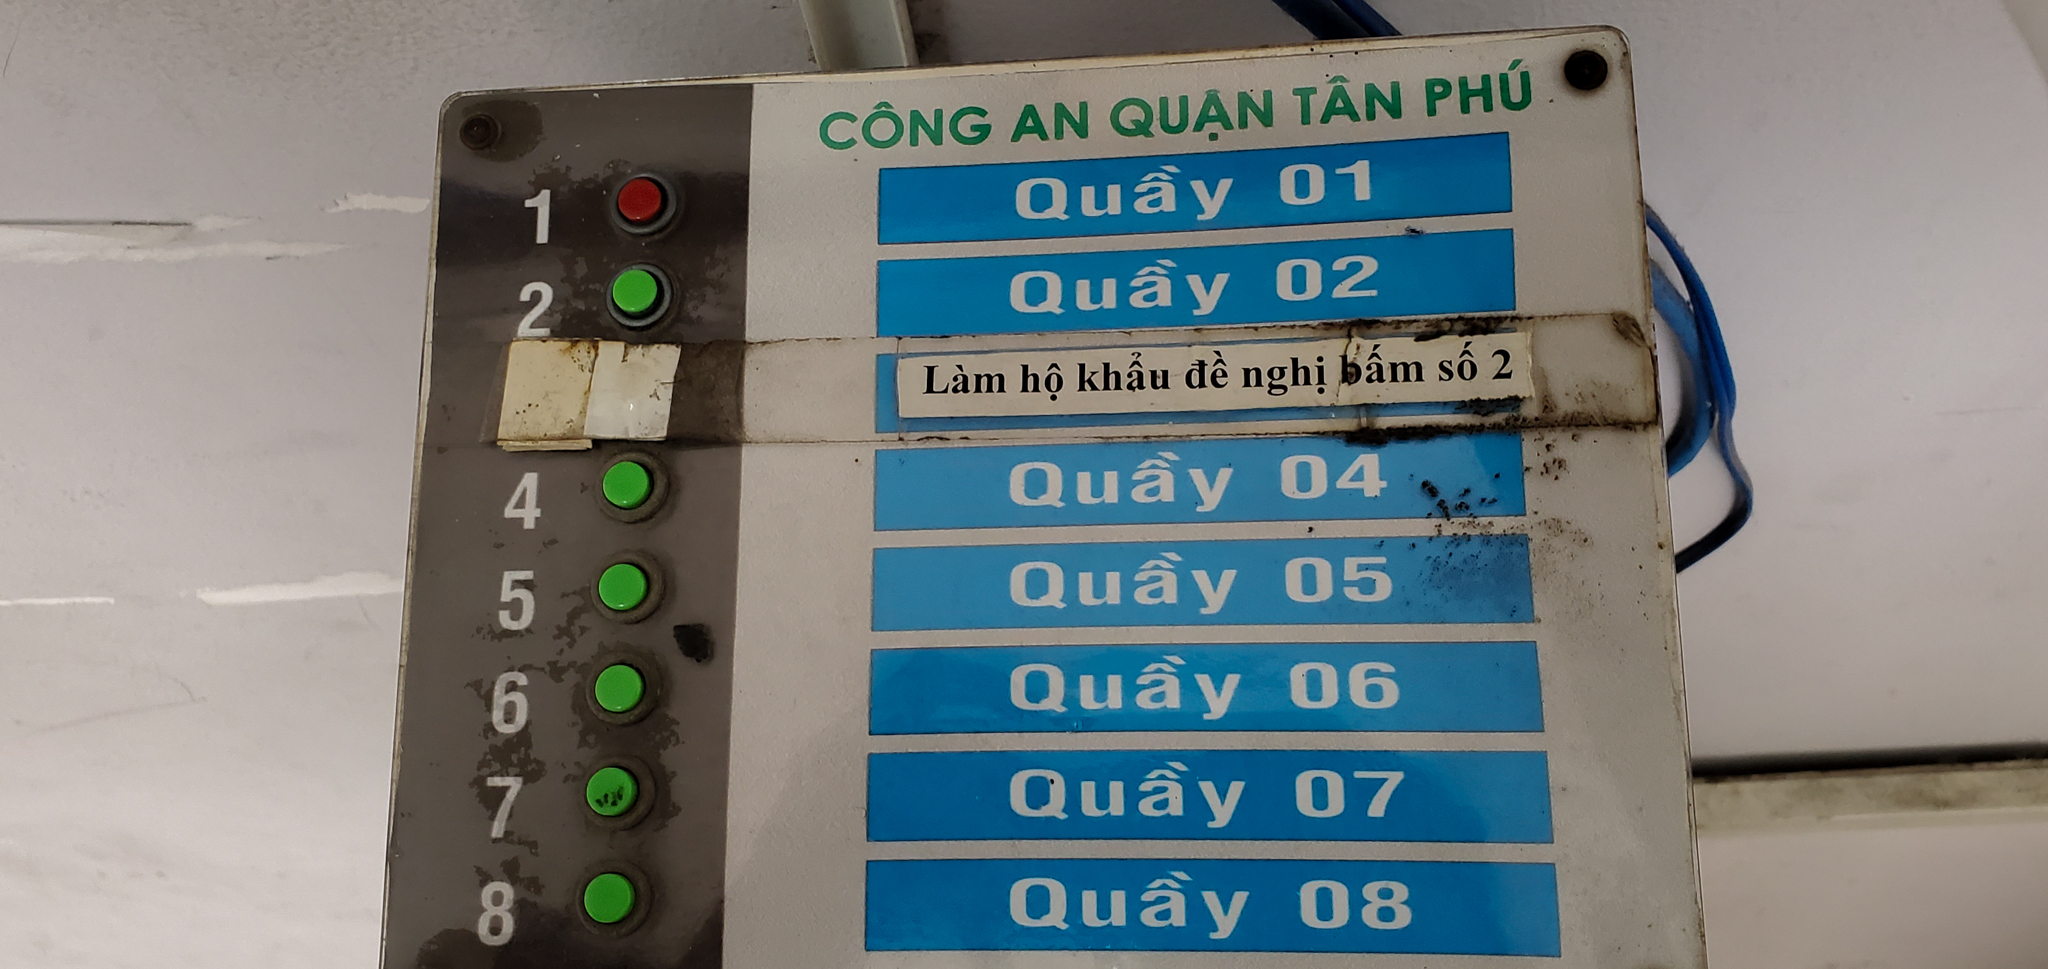 CÔNG AN QUẬN TÂN PHÚ
1 Quầy 01
2 Quầy 02
Làm hộ khẩu đề nghị bấm số 2
4 Quầy 04
5 Quầy 05
6 Quầy 06
7 Quầy 07
8 Quầy 08